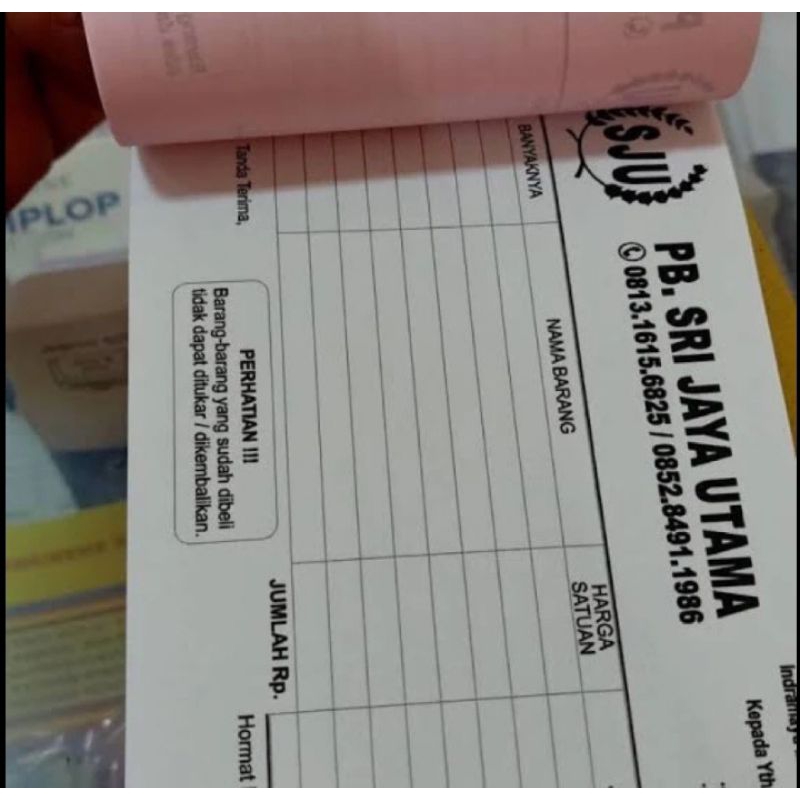 SJU
PB. SRI JAYA UTAMA
0813.1615.6825 / 0852.8491.1986
Kepada Yth
BANYAKNYA
NAMA BARANG
HARGA
SATUAN
JUMLAH Rp.
Tanda Terima,
PERHATIAN !!!
Barang-barang yang sudah dibeli
tidak dapat ditukar / dikembalikan.
Hormat
IPLOP